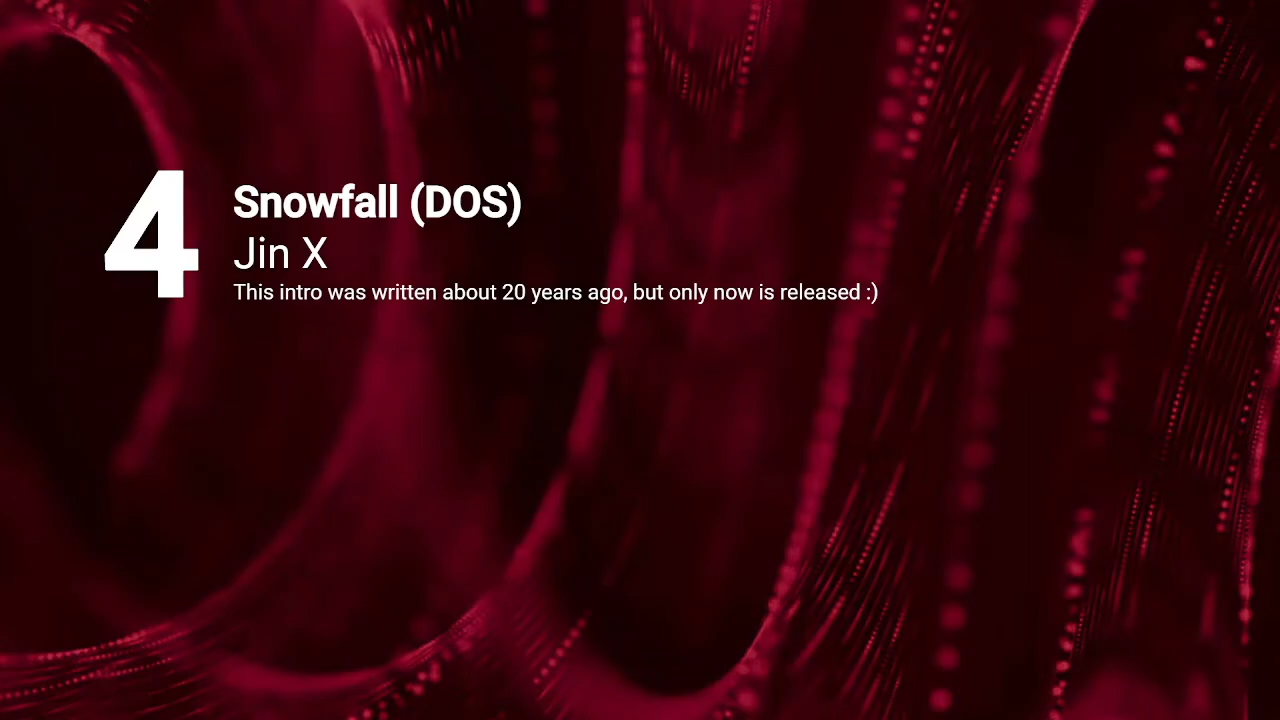 4
Snowfall (DOS)
Jin X
This intro was written about 20 years ago, but only now is released :)